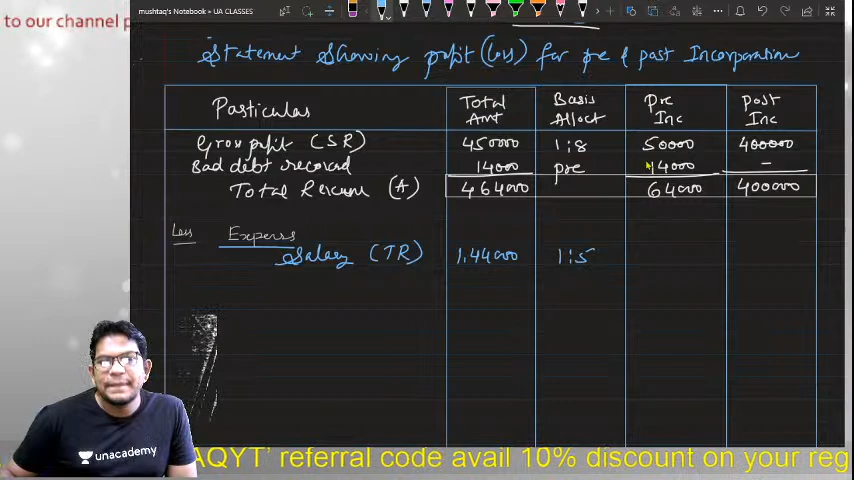 to our channel p
mushtaq's Notebook » UA CLASSES
Statement Showing profit (loss) for pre & post Incorporation
Particulars Total Amt Basis Alloct Pre Inc post Inc
Gross profit (SR) 450000 1:8 50000 400000
Bad debt recovered 14000 pre 14000 -
Total Revenue (A) 464000 64000 400000
Less Expenses
Salary (TR) 1,44000 1:5
unacademy
AQYT' referral code avail 10% discount on your reg